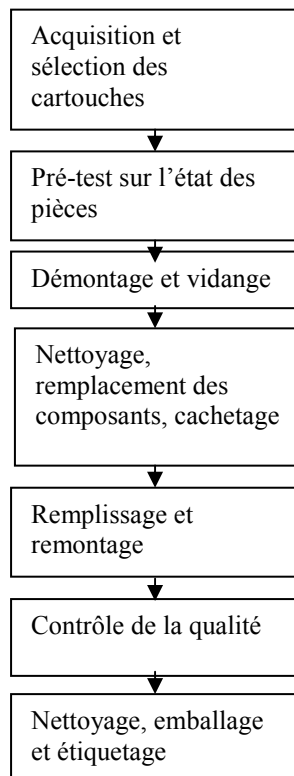 Acquisition et
sélection des
cartouches
Pré-test sur l’état des
pièces
Démontage et vidange
Nettoyage,
remplacement des
composants, cachetage
Remplissage et
remontage
Contrôle de la qualité
Nettoyage, emballage
et étiquetage